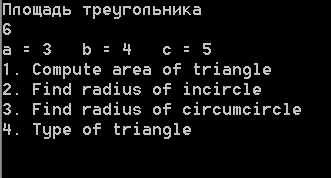 Площадь треугольника
6
a = 3   b = 4   c = 5
1. Compute area of triangle
2. Find radius of incircle
3. Find radius of circumcircle
4. Type of triangle